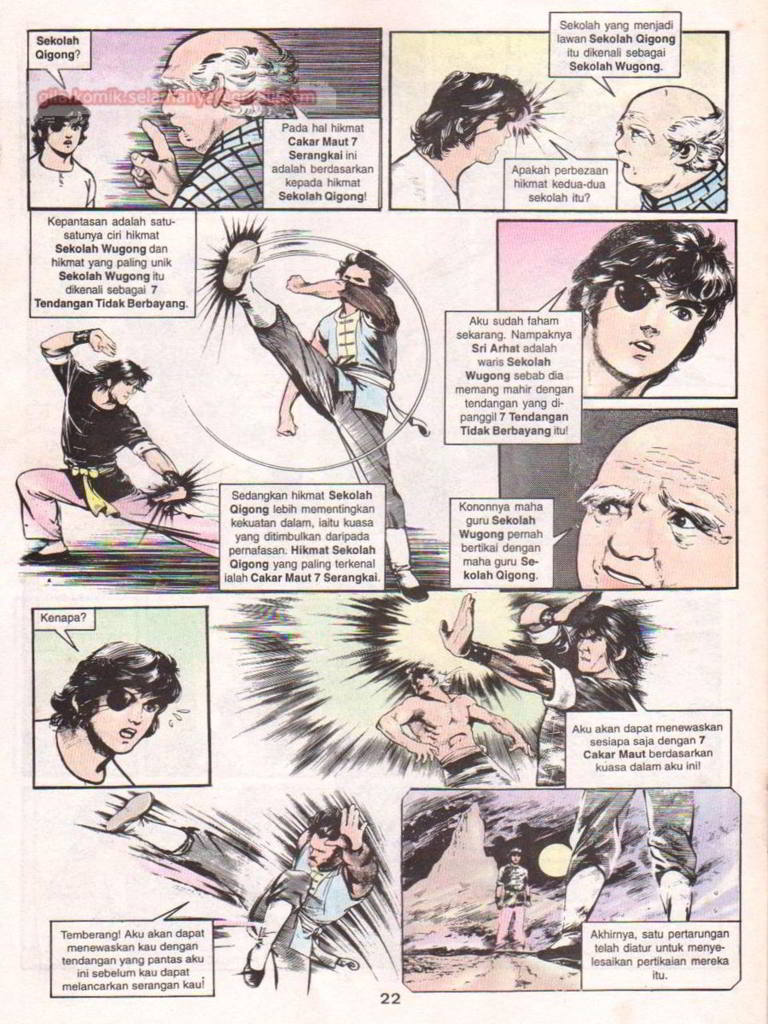 Sekolah
Qigong?
Pada hal hikmat
Cakar Maut 7
Serangkai ini
adalah berdasarkan
kepada hikmat
Sekolah Qigong!
Sekolah yang menjadi
lawan Sekolah Qigong
itu dikenali sebagai
Sekolah Wugong.
Apakah perbezaan
hikmat kedua-dua
sekolah itu?
Kepantasan adalah satu-
satunya ciri hikmat
Sekolah Wugong dan
hikmat yang paling unik
Sekolah Wugong itu
dikenali sebagai 7
Tendangan Tidak Berbayang.
Sedangkan hikmat Sekolah
Qigong lebih mementingkan
kekuatan dalam, iaitu kuasa
yang ditimbulkan daripada
pernafasan. Hikmat Sekolah
Qigong yang paling terkenal
ialah Cakar Maut 7 Serangkai.
Aku sudah faham
sekarang. Nampaknya
Sri Arhat adalah
waris Sekolah
Wugong sebab dia
memang mahir dengan
tendangan yang di-
panggil 7 Tendangan
Tidak Berbayang itu!
Kononnya maha
guru Sekolah
Wugong pernah
bertikai dengan
maha guru Se-
kolah Qigong.
Kenapa?
Aku akan dapat menewaskan
sesiapa saja dengan 7
Cakar Maut berdasarkan
kuasa dalam aku ini!
Temberang! Aku akan dapat
menewaskan kau dengan
tendangan yang pantas aku
ini sebelum kau dapat
melancarkan serangan kau!
Akhirnya, satu pertarungan
telah diatur untuk menye-
lesaikan pertikaian mereka
itu.
22